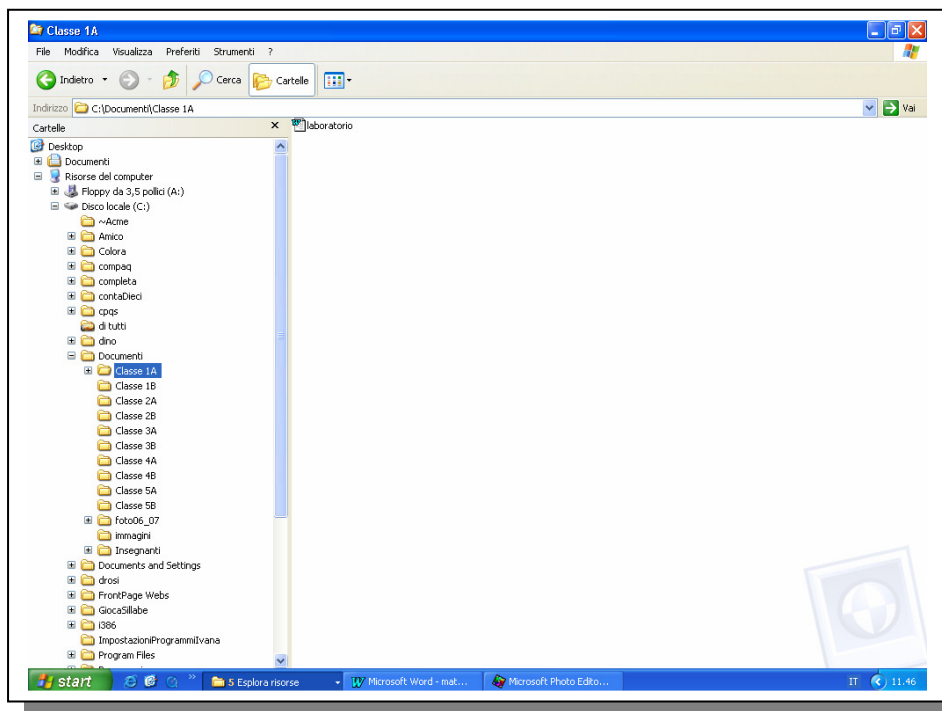 Classe 1A
File Modifica Visualizza Preferiti Strumenti ?
Indietro Cerca Cartelle
Indirizzo C:\Documenti\Classe 1A Vai
Cartelle
laboratorio
Desktop
Documenti
Risorse del computer
Floppy da 3,5 pollici (A:)
Disco locale (C:)
~Acme
Amico
Colora
compaq
completa
contaDieci
cpqs
di tutti
dino
Documenti
Classe 1A
Classe 1B
Classe 2A
Classe 2B
Classe 3A
Classe 3B
Classe 4A
Classe 4B
Classe 5A
Classe 5B
foto06_07
immagini
Insegnanti
Documents and Settings
drosi
FrontPage Webs
GiocaSillabe
i386
ImpostazioniProgrammiIvana
Program Files
start 5 Esplora risorse Microsoft Word - mat... Microsoft Photo Edito... IT 11.46